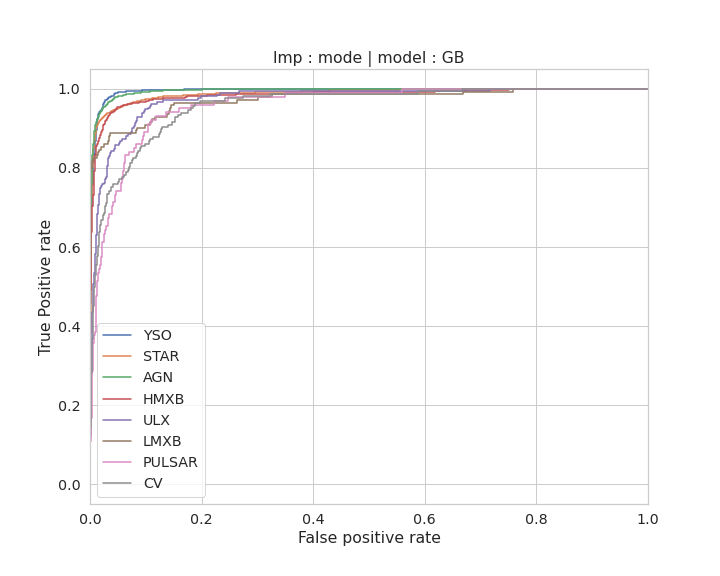 Imp : mode | model : GB
True Positive rate
1.0
0.8
0.6
0.4
0.2
0.0
YSO
STAR
AGN
HMXB
ULX
LMXB
PULSAR
CV
0.0 0.2 0.4 0.6 0.8 1.0
False positive rate